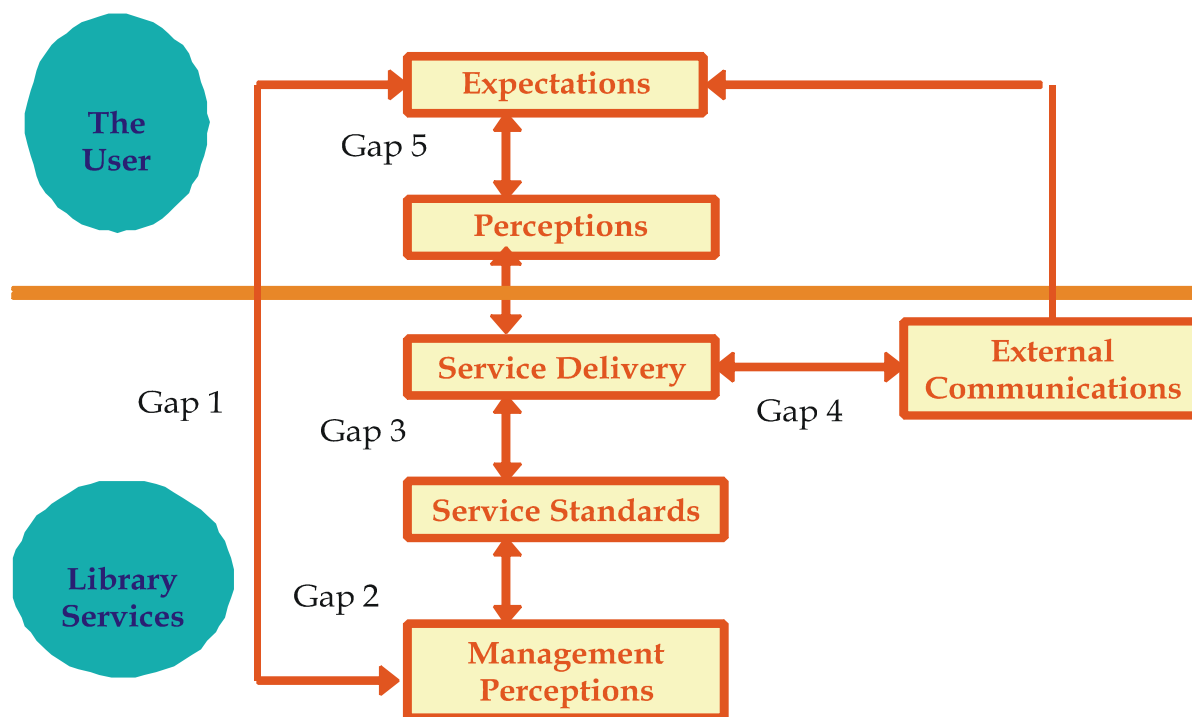 Expectations
The
User
Gap 5
Perceptions
External
Communications
Service Delivery
Gap 1
Gap 4
Gap 3
Service Standards
Library
Services
Gap 2
Management
Perceptions